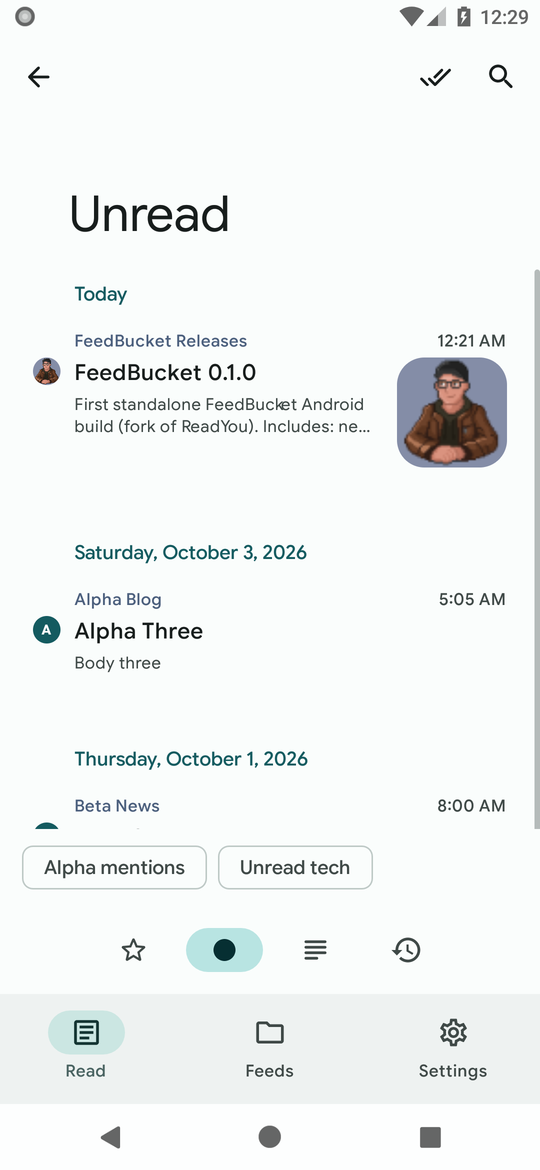 12:29
Unread
Today
FeedBucket Releases 12:21 AM
FeedBucket 0.1.0
First standalone FeedBucket Android
build (fork of ReadYou). Includes: ne...
Saturday, October 3, 2026
Alpha Blog 5:05 AM
A Alpha Three
Body three
Thursday, October 1, 2026
Beta News 8:00 AM
Alpha mentions Unread tech
Read Feeds Settings